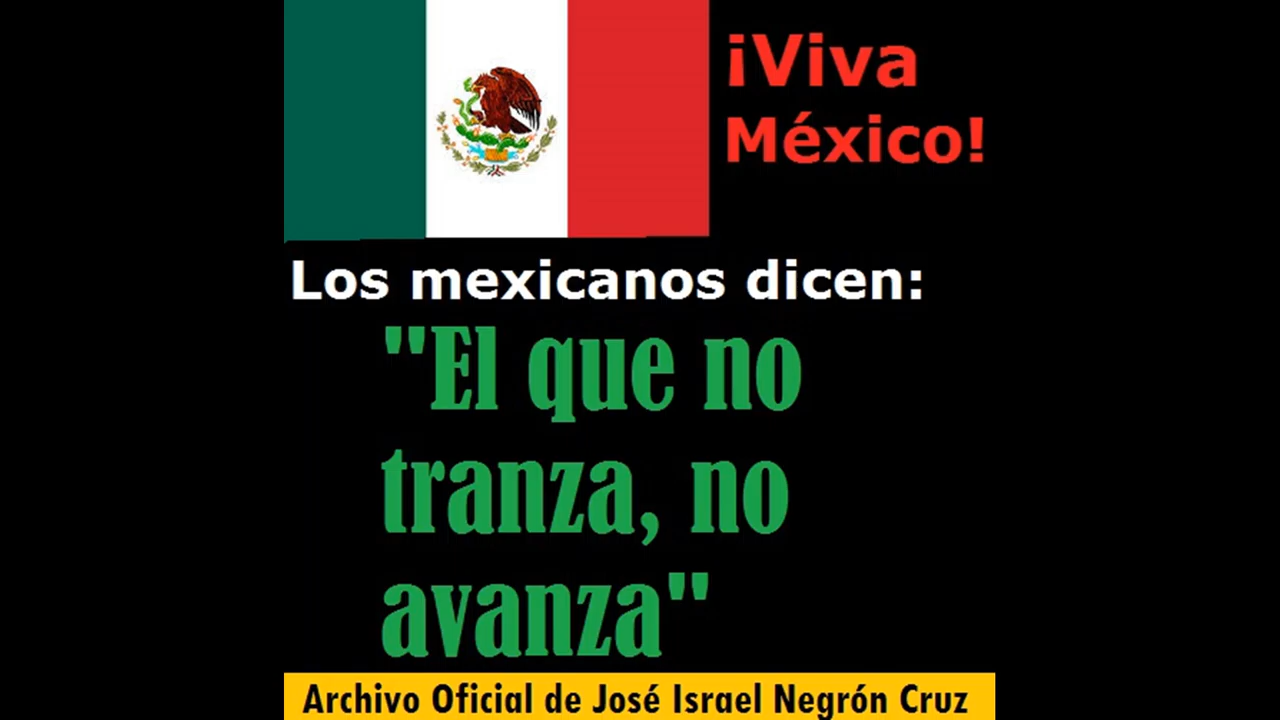 ¡Viva
México!
Los mexicanos dicen:
"El que no
tranza, no
avanza"
Archivo Oficial de José Israel Negrón Cruz